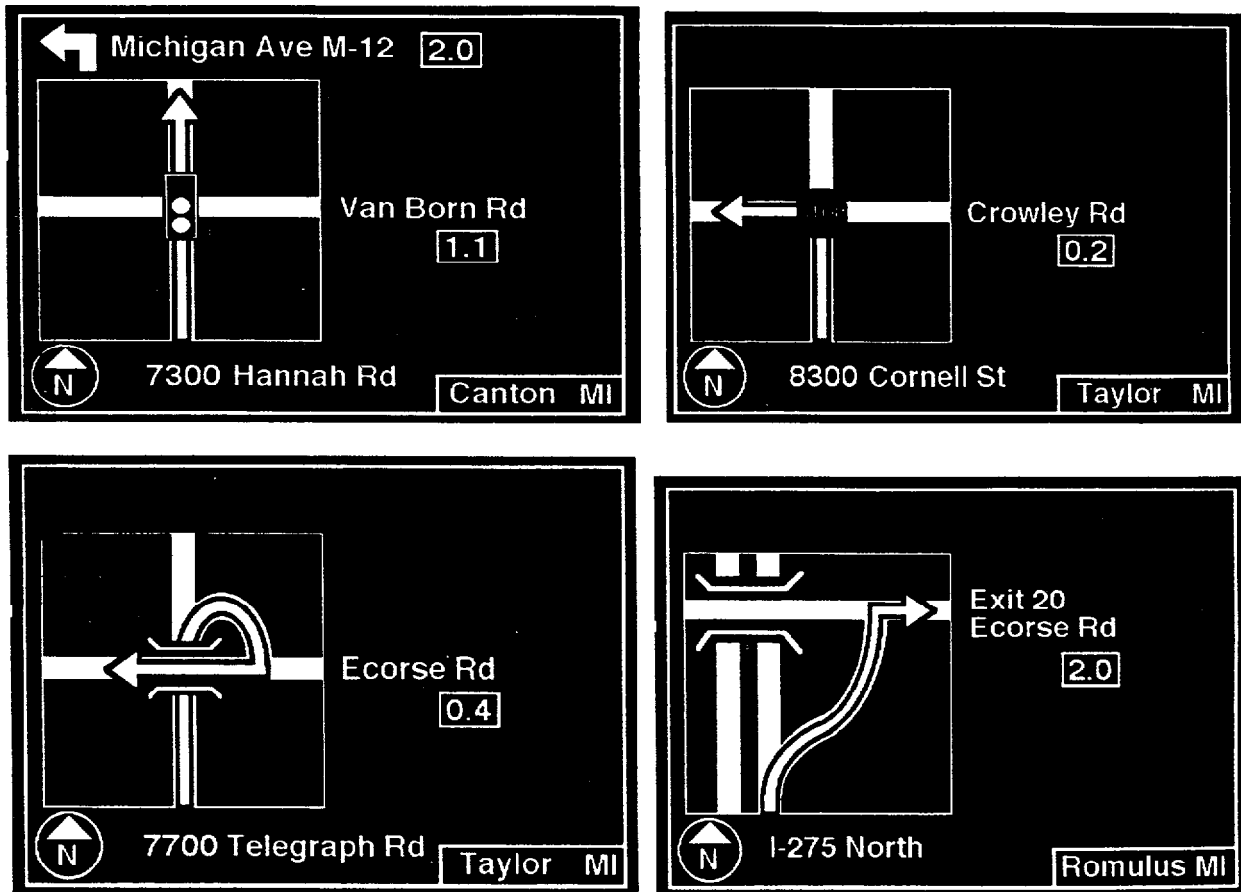 Michigan Ave M-12 2.0
Van Born Rd
1.1
N
7300 Hannah Rd
Canton MI
Crowley Rd
0.2
N
8300 Cornell St
Taylor MI
Ecorse Rd
0.4
N
7700 Telegraph Rd
Taylor MI
Exit 20
Ecorse Rd
2.0
N
I-275 North
Romulus MI